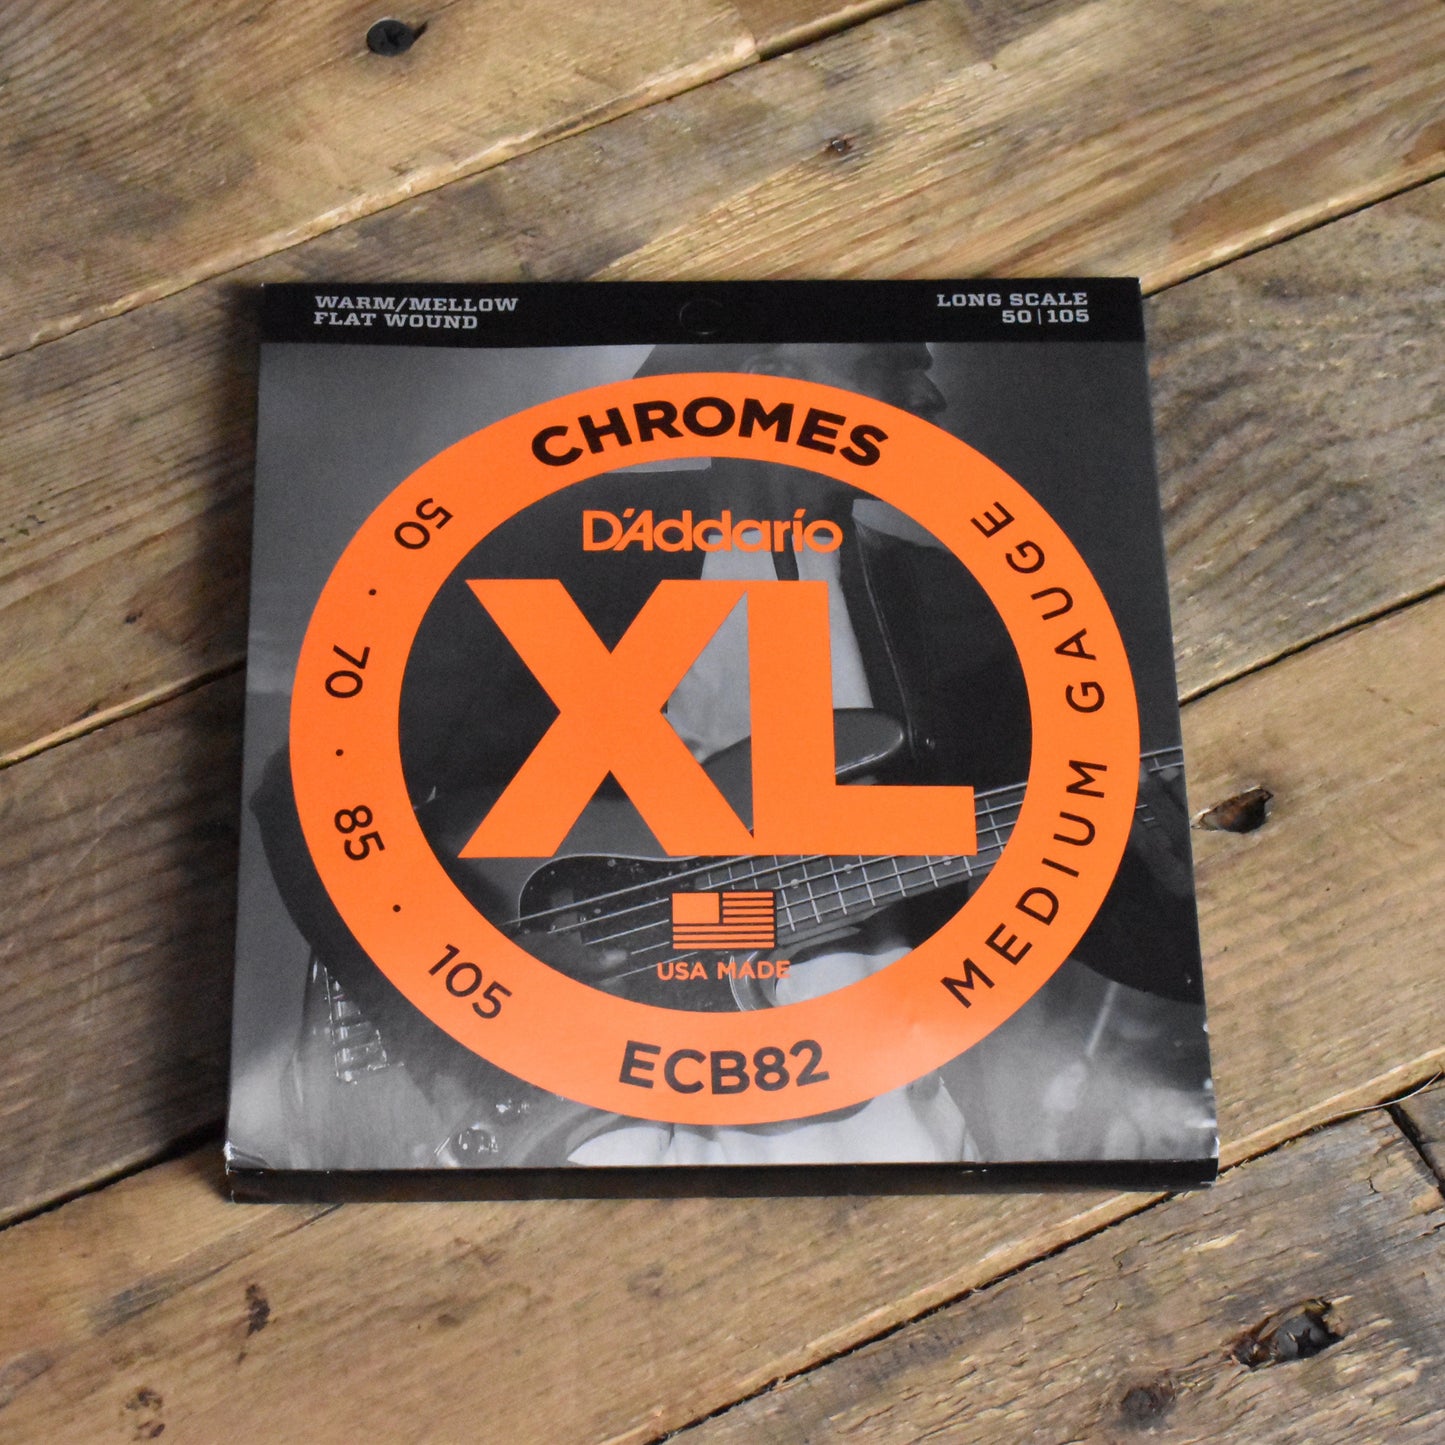 WARM/MELLOW
FLAT WOUND
LONG SCALE
50|105
CHROMES
D'Addario
XL
50 · 70 · 85 · 105
MEDIUM GAUGE
USA MADE
ECB82